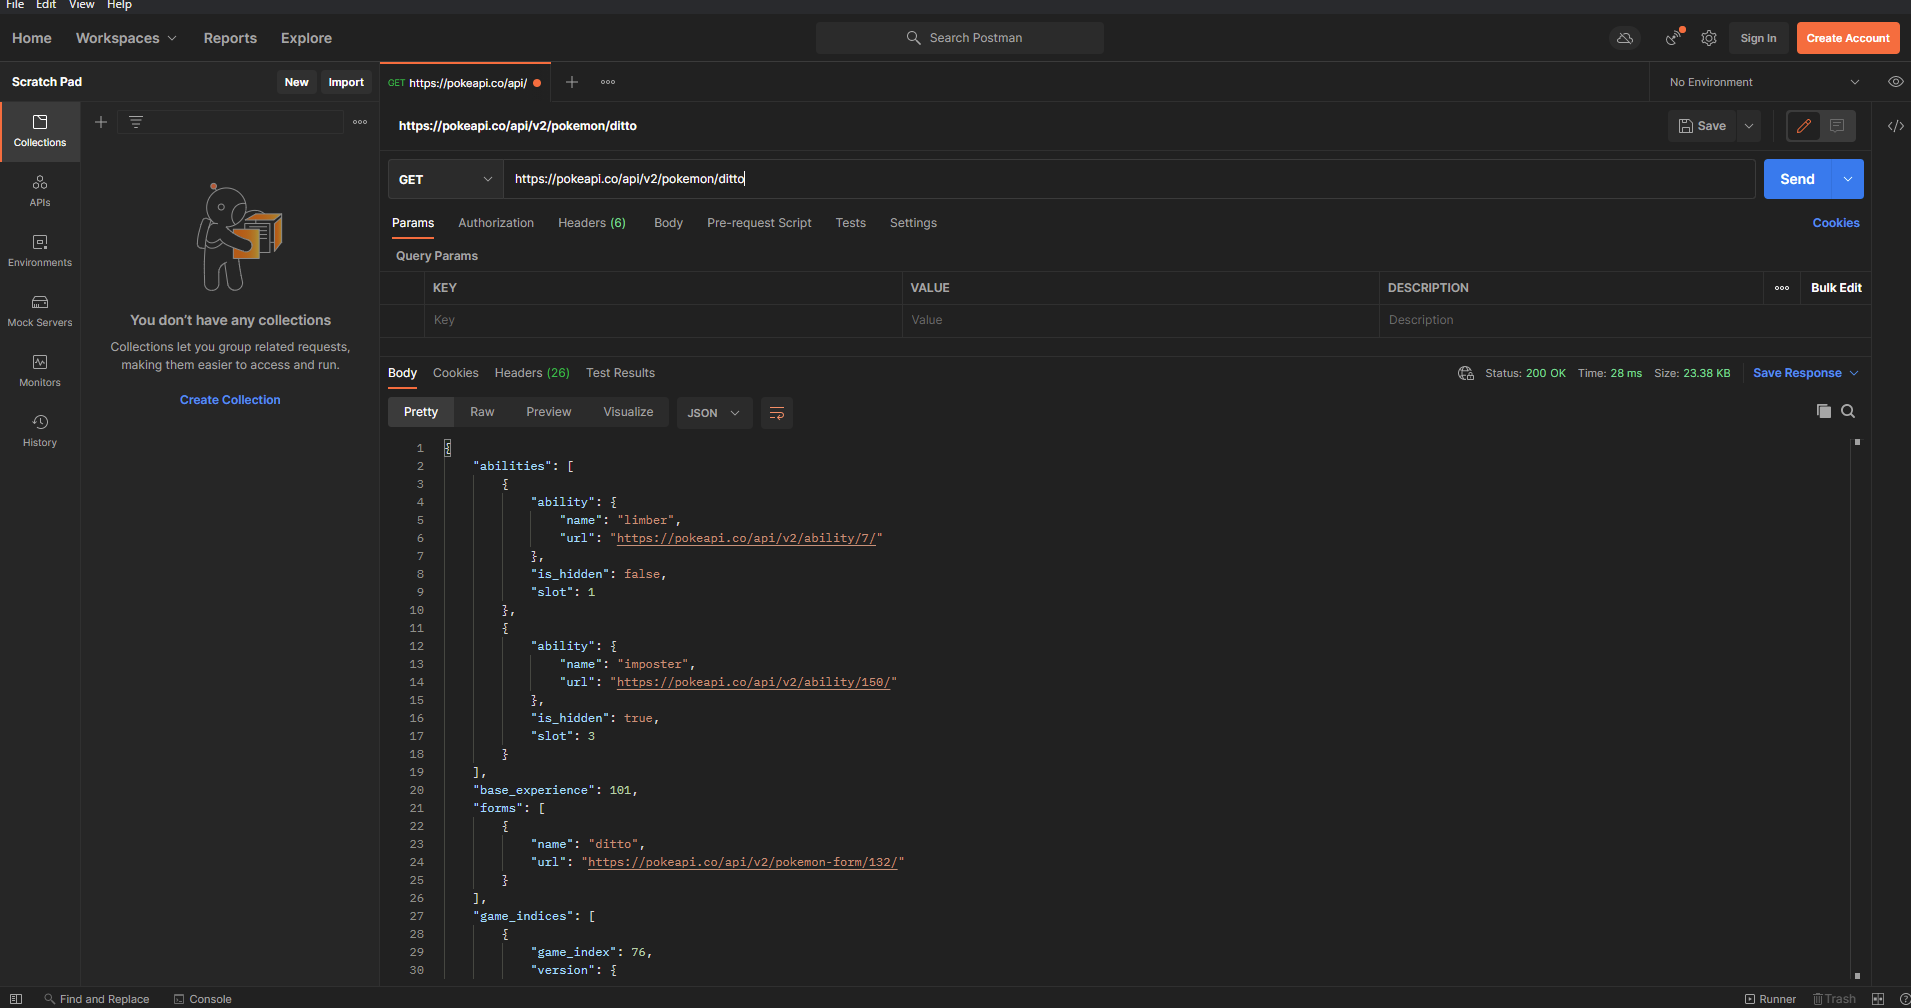 File Edit View Help
Home Workspaces Reports Explore Search Postman Sign In Create Account
Scratch Pad New Import GET https://pokeapi.co/api/ No Environment
Collections
APIs
Environments
Mock Servers
Monitors
History
You don’t have any collections
Collections let you group related requests,
making them easier to access and run.
Create Collection
https://pokeapi.co/api/v2/pokemon/ditto Save
GET https://pokeapi.co/api/v2/pokemon/ditto Send
Params Authorization Headers (6) Body Pre-request Script Tests Settings Cookies
Query Params
KEY VALUE DESCRIPTION Bulk Edit
Key Value Description
Body Cookies Headers (26) Test Results Status: 200 OK Time: 28 ms Size: 23.38 KB Save Response
Pretty Raw Preview Visualize JSON
1 {
2 "abilities": [
3 {
4 "ability": {
5 "name": "limber",
6 "url": "https://pokeapi.co/api/v2/ability/7/"
7 },
8 "is_hidden": false,
9 "slot": 1
10 },
11 {
12 "ability": {
13 "name": "imposter",
14 "url": "https://pokeapi.co/api/v2/ability/150/"
15 },
16 "is_hidden": true,
17 "slot": 3
18 }
19 ],
20 "base_experience": 101,
21 "forms": [
22 {
23 "name": "ditto",
24 "url": "https://pokeapi.co/api/v2/pokemon-form/132/"
25 }
26 ],
27 "game_indices": [
28 {
29 "game_index": 76,
30 "version": {
Find and Replace Console Runner Trash